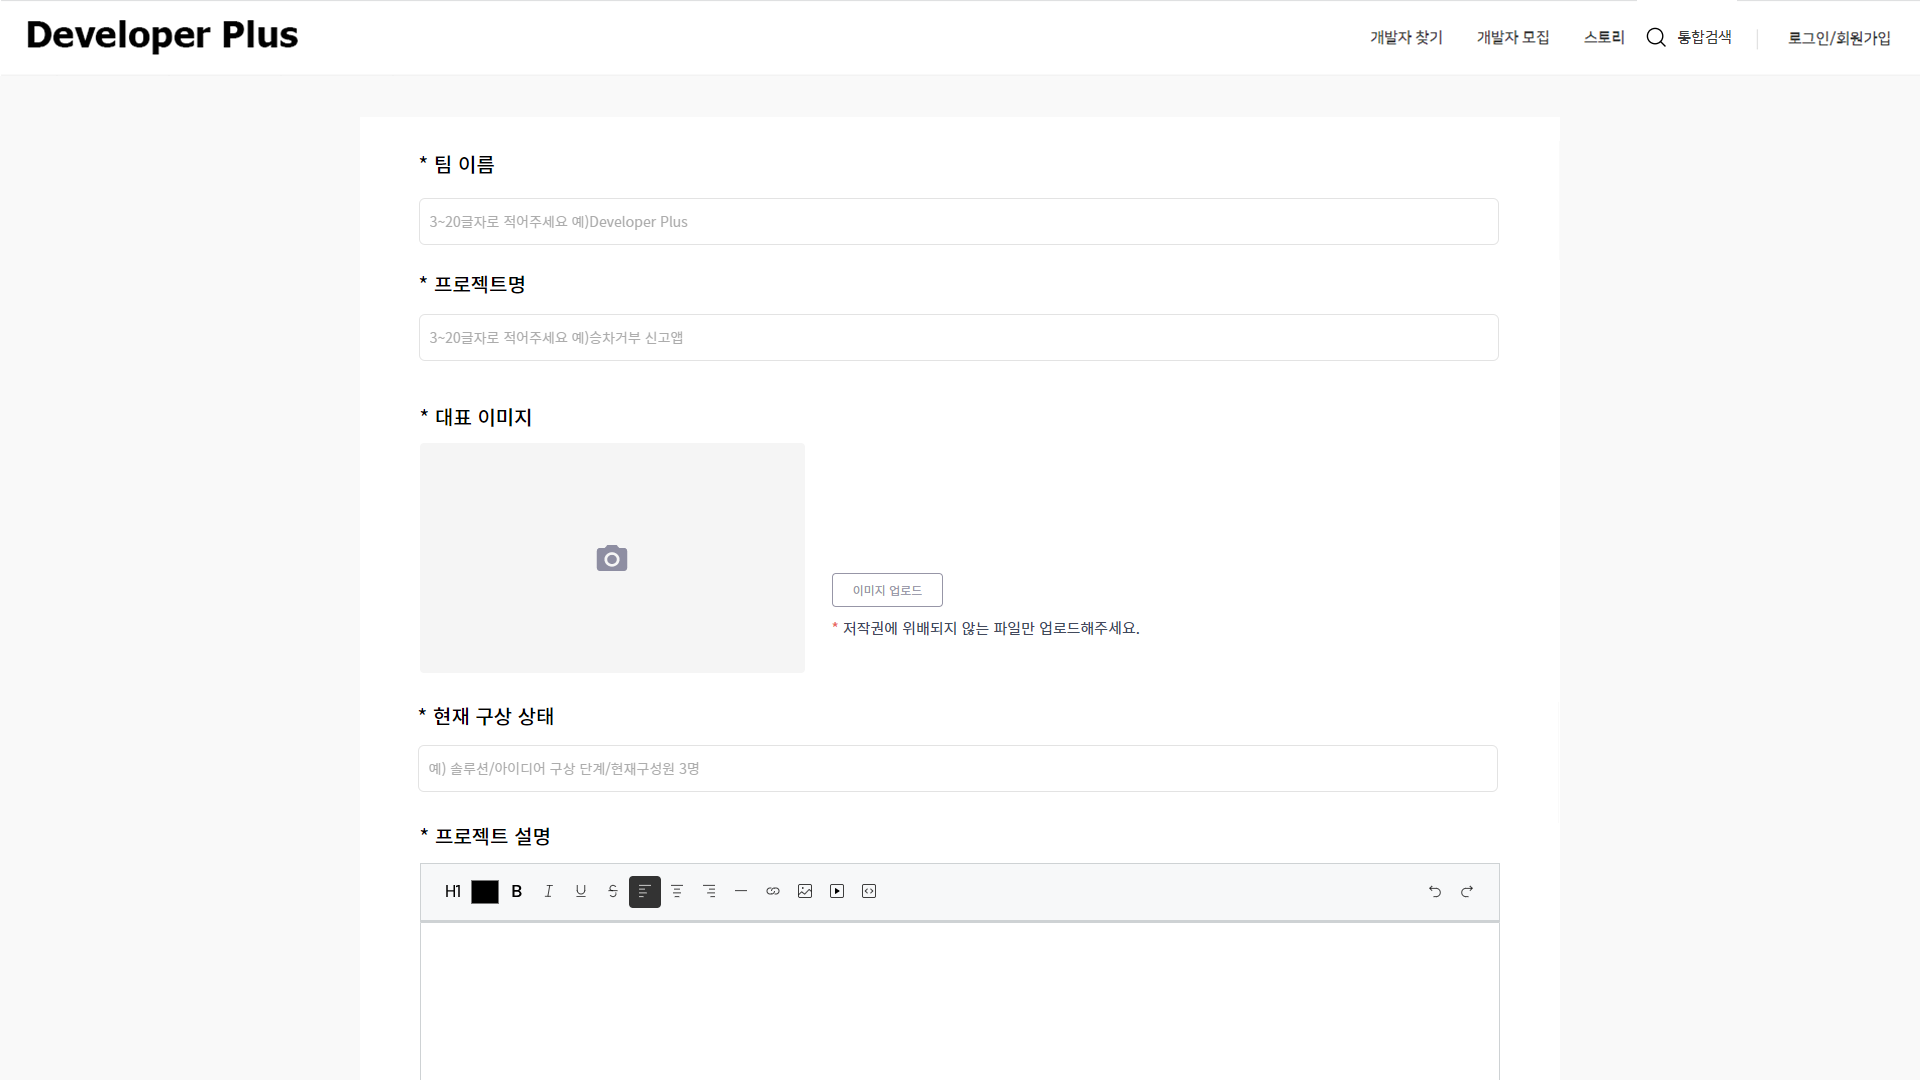 Developer Plus
개발자 찾기 개발자 모집 스토리 통합검색 로그인/회원가입
* 팀 이름
3~20글자로 적어주세요 예)Developer Plus
* 프로젝트명
3~20글자로 적어주세요 예)승차거부 신고앱
* 대표 이미지
이미지 업로드
* 저작권에 위배되지 않는 파일만 업로드해주세요.
* 현재 구상 상태
예) 솔루션/아이디어 구상 단계/현재구성원 3명
* 프로젝트 설명
H1 B I U S